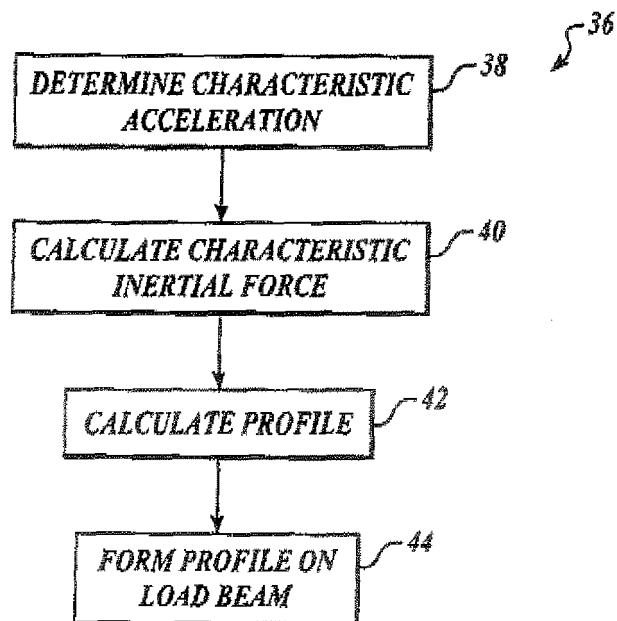 36
DETERMINE CHARACTERISTIC
ACCELERATION
38
CALCULATE CHARACTERISTIC
INERTIAL FORCE
40
CALCULATE PROFILE
42
FORM PROFILE ON
LOAD BEAM
44